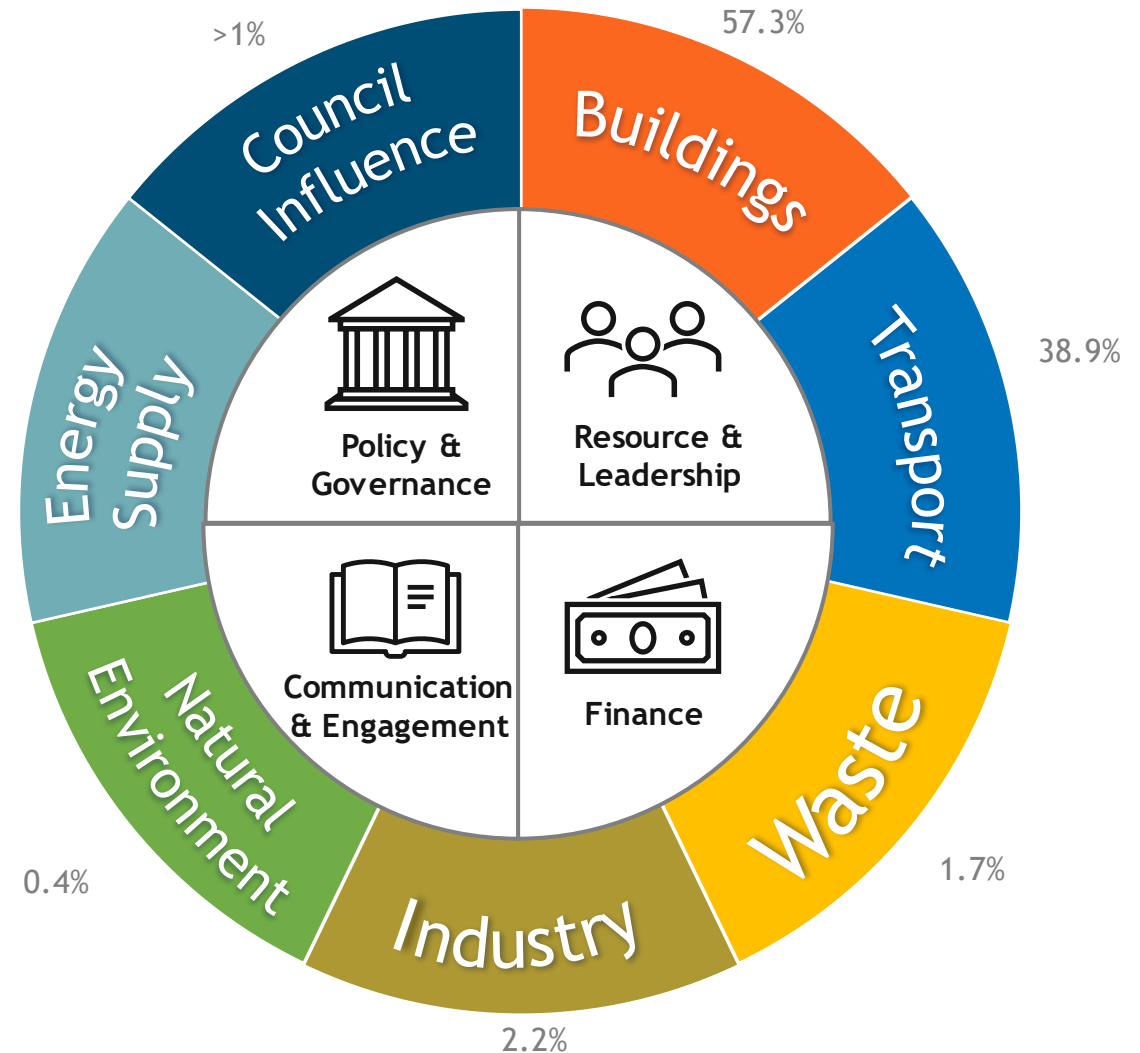 >1%
57.3%
Council
Influence
Buildings
Energy
Supply
Transport
38.9%
Policy &
Governance
Resource &
Leadership
Communication
& Engagement
Finance
Natural
Environment
Waste
0.4%
1.7%
Industry
2.2%